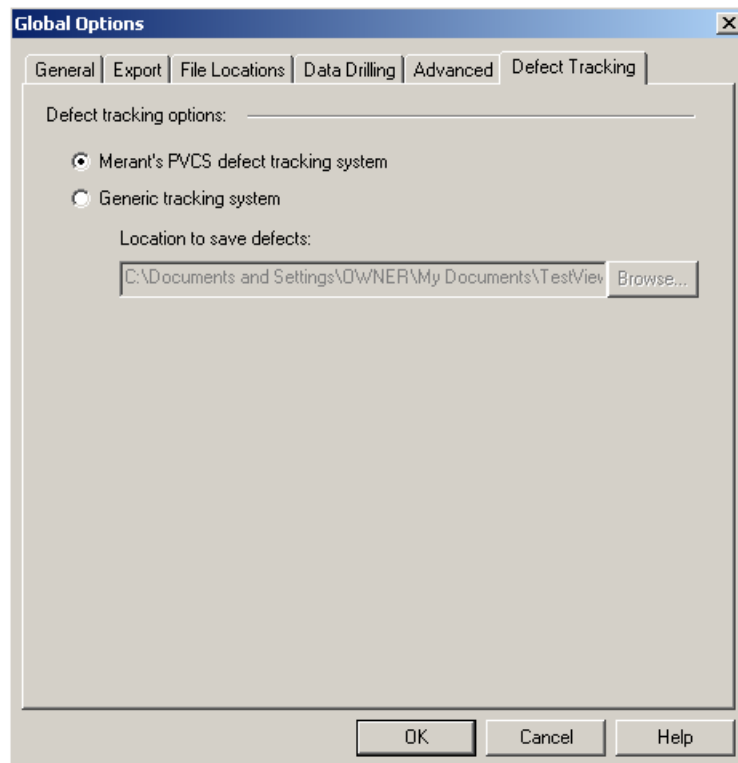 Global Options
General Export File Locations Data Drilling Advanced Defect Tracking
Defect tracking options:
Merant's PVCS defect tracking system
Generic tracking system
Location to save defects:
C:\Documents and Settings\OWNER\My Documents\TestView Browse...
OK Cancel Help